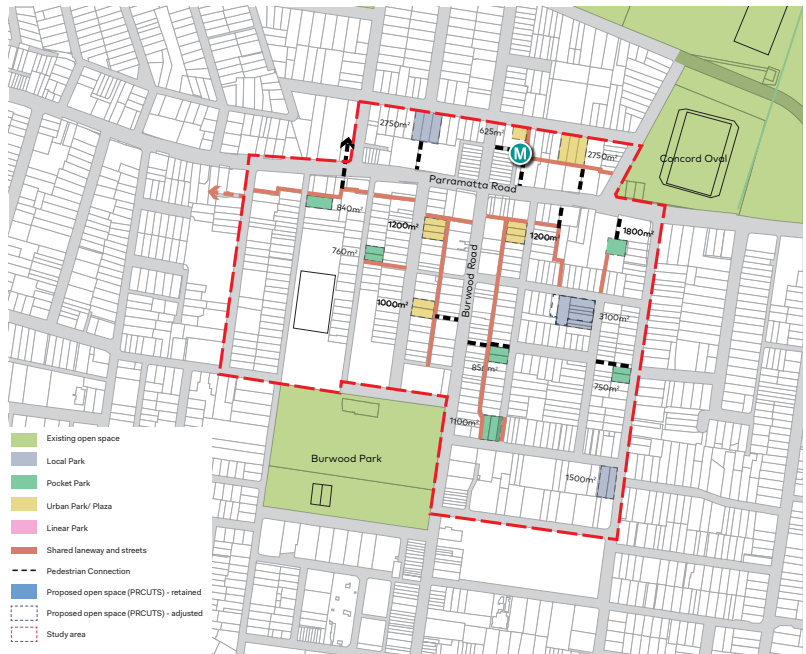 2750m²
625m²
M
2750m²
Concord Oval
Parramatta Road
840m²
1200m²
1200m²
1800m²
760m²
Burwood Road
1000m²
3100m²
850m²
750m²
1100m²
Burwood Park
1500m²
Existing open space
Local Park
Pocket Park
Urban Park/ Plaza
Linear Park
Shared laneway and streets
Pedestrian Connection
Proposed open space (PRCUTS) - retained
Proposed open space (PRCUTS) - adjusted
Study area